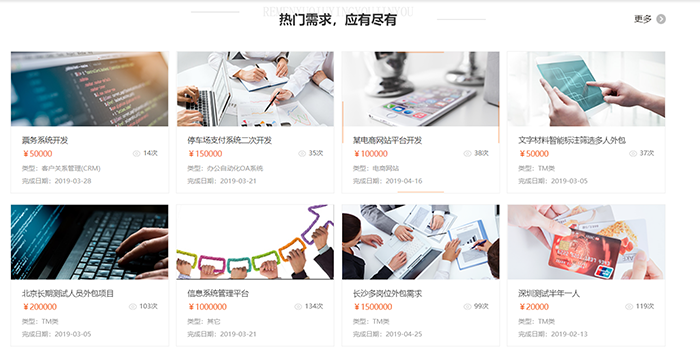 REMENXUQIUYINGYOUJINYOU
热门需求，应有尽有
更多
票务系统开发
￥50000
14次
类型：客户关系管理(CRM)
完成日期：2019-03-28
停车场支付系统二次开发
￥150000
35次
类型：办公自动化OA系统
完成日期：2019-03-21
某电商网站平台开发
￥100000
38次
类型：电商网站
完成日期：2019-04-16
文字材料智能标注筛选多人外包
￥50000
37次
类型：TM类
完成日期：2019-03-05
北京长期测试人员外包项目
￥200000
103次
类型：TM类
完成日期：2019-03-05
信息系统管理平台
￥1000000
134次
类型：其它
完成日期：2019-03-21
长沙多岗位外包需求
￥1500000
99次
类型：TM类
完成日期：2019-04-25
深圳测试半年一人
￥20000
119次
类型：TM类
完成日期：2019-02-13